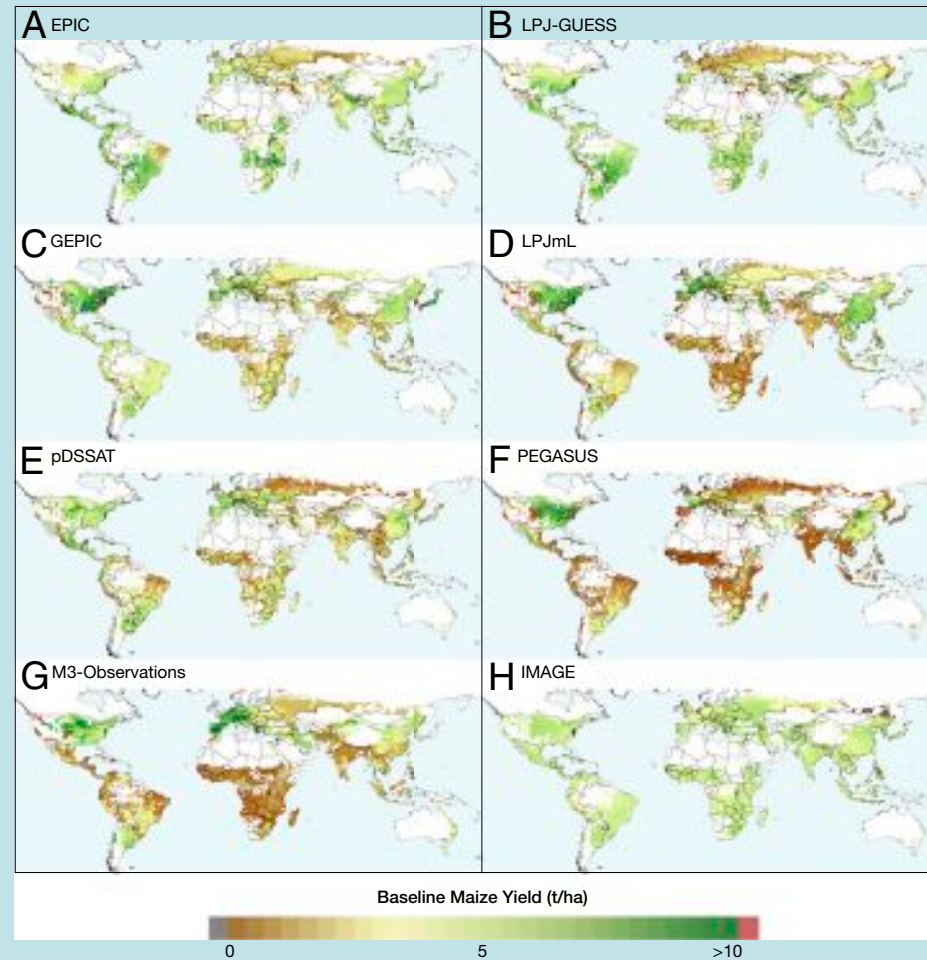 A EPIC
B LPJ-GUESS
C GEPIC
D LPJmL
E pDSSAT
F PEGASUS
G M3-Observations
H IMAGE
Baseline Maize Yield (t/ha)
0 5 >10